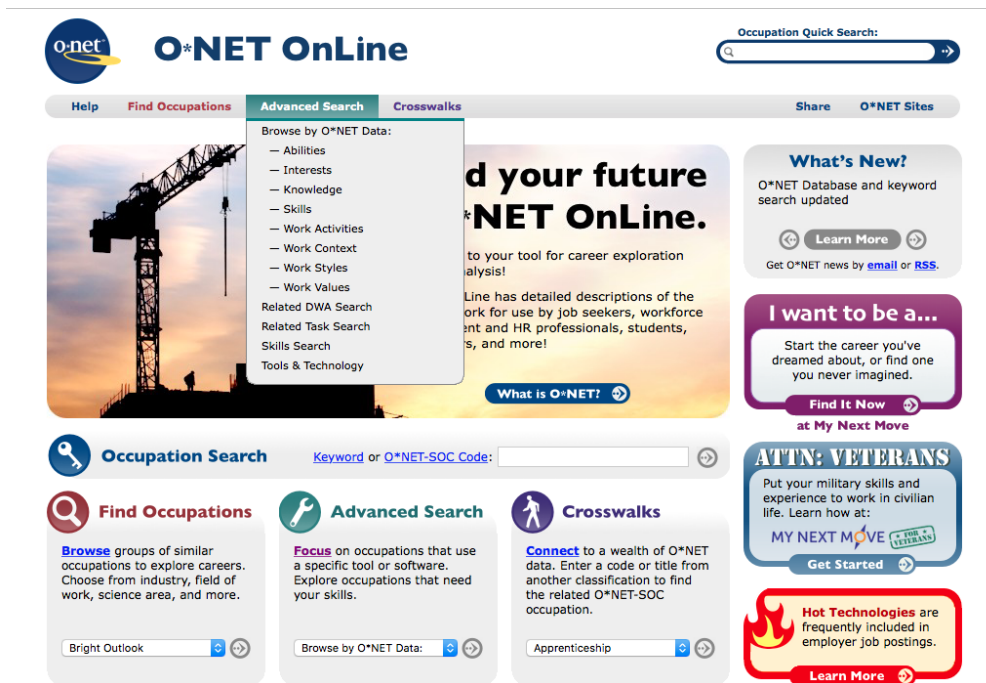 o·net
O*NET OnLine
Occupation Quick Search:
Help Find Occupations Advanced Search Crosswalks Share O*NET Sites
Browse by O*NET Data:
— Abilities
— Interests
— Knowledge
— Skills
— Work Activities
— Work Context
— Work Styles
— Work Values
Related DWA Search
Related Task Search
Skills Search
Tools & Technology
d your future
*NET OnLine.
to your tool for career exploration
alysis!
Line has detailed descriptions of the
ork for use by job seekers, workforce
ent and HR professionals, students,
s, and more!
What is O*NET?
What's New?
O*NET Database and keyword
search updated
Learn More
Get O*NET news by email or RSS.
I want to be a...
Start the career you've
dreamed about, or find one
you never imagined.
Find It Now
at My Next Move
Occupation Search Keyword or O*NET-SOC Code:
ATTN: VETERANS
Put your military skills and
experience to work in civilian
life. Learn how at:
MY NEXT MOVE FOR VETERANS
Get Started
Find Occupations
Browse groups of similar
occupations to explore careers.
Choose from industry, field of
work, science area, and more.
Bright Outlook
Advanced Search
Focus on occupations that use
a specific tool or software.
Explore occupations that need
your skills.
Browse by O*NET Data:
Crosswalks
Connect to a wealth of O*NET
data. Enter a code or title from
another classification to find
the related O*NET-SOC
occupation.
Apprenticeship
Hot Technologies are
frequently included in
employer job postings.
Learn More